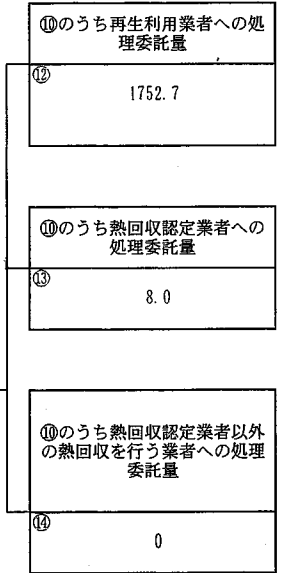 ⑩のうち再生利用業者への処
理委託量
⑫
1752.7
⑩のうち熱回収認定業者への
処理委託量
⑬
8.0
⑩のうち熱回収認定業者以外
の熱回収を行う業者への処理
委託量
⑭
0